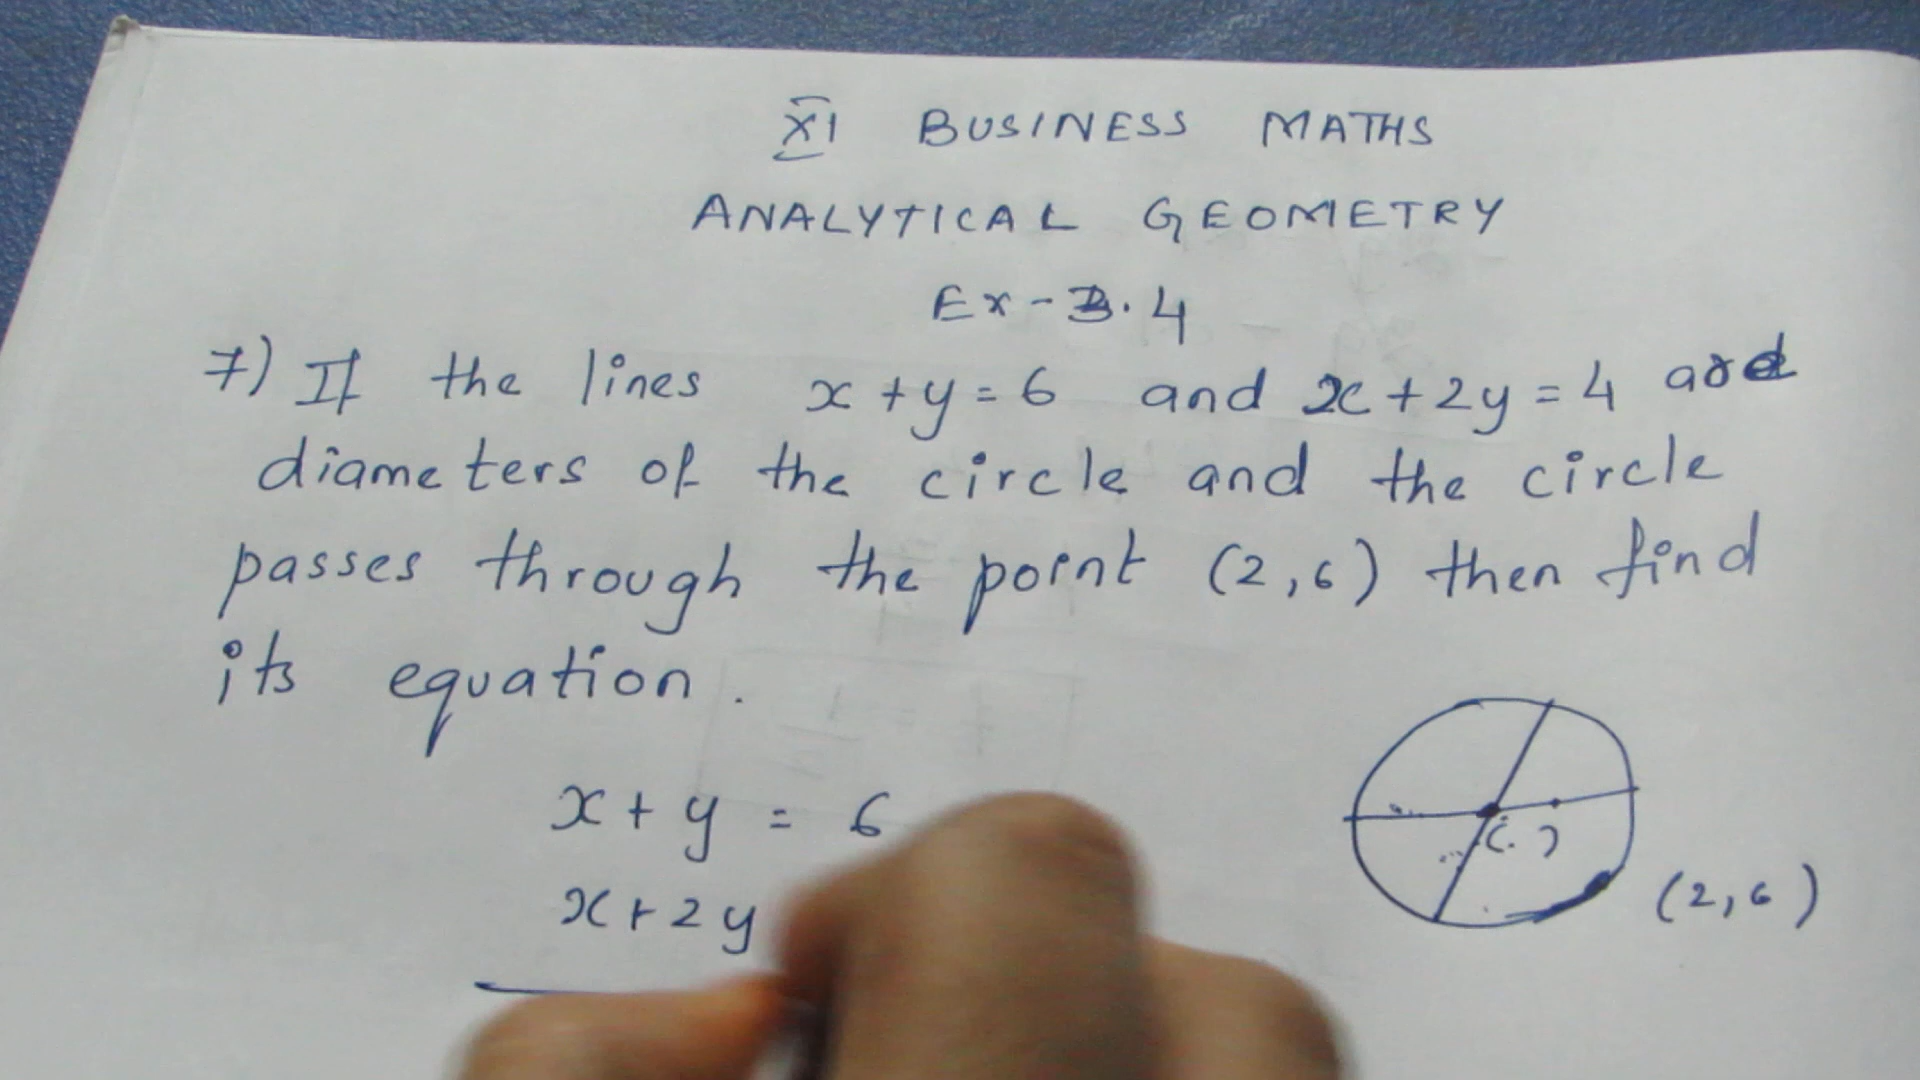 XI BUSINESS MATHS
ANALYTICAL GEOMETRY
Ex-3.4
7) If the lines x+y=6 and x+2y=4 are
diameters of the circle and the circle
passes through the point (2,6) then find
its equation.
x+y = 6
x+2y
(. )
(2,6)